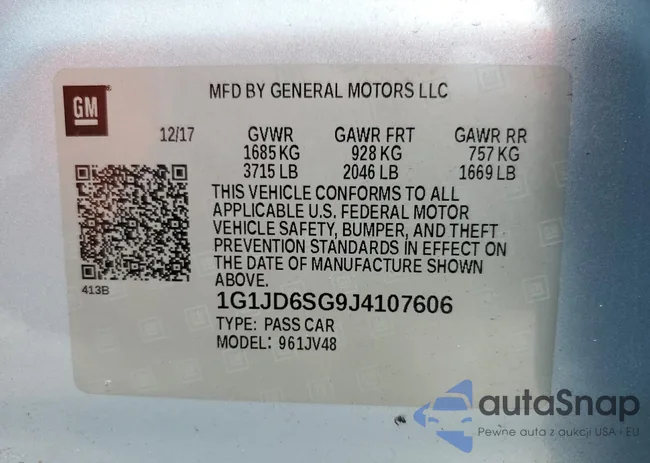 MFD BY GENERAL MOTORS LLC
GM
12/17 GVWR GAWR FRT GAWR RR
1685 KG 928 KG 757 KG
3715 LB 2046 LB 1669 LB
THIS VEHICLE CONFORMS TO ALL
APPLICABLE U.S. FEDERAL MOTOR
VEHICLE SAFETY, BUMPER, AND THEFT
PREVENTION STANDARDS IN EFFECT ON
THE DATE OF MANUFACTURE SHOWN
ABOVE.
413B
1G1JD6SG9J4107606
TYPE: PASS CAR
MODEL: 961JV48
autoSnap
Pewne auta z aukcji USA - EU